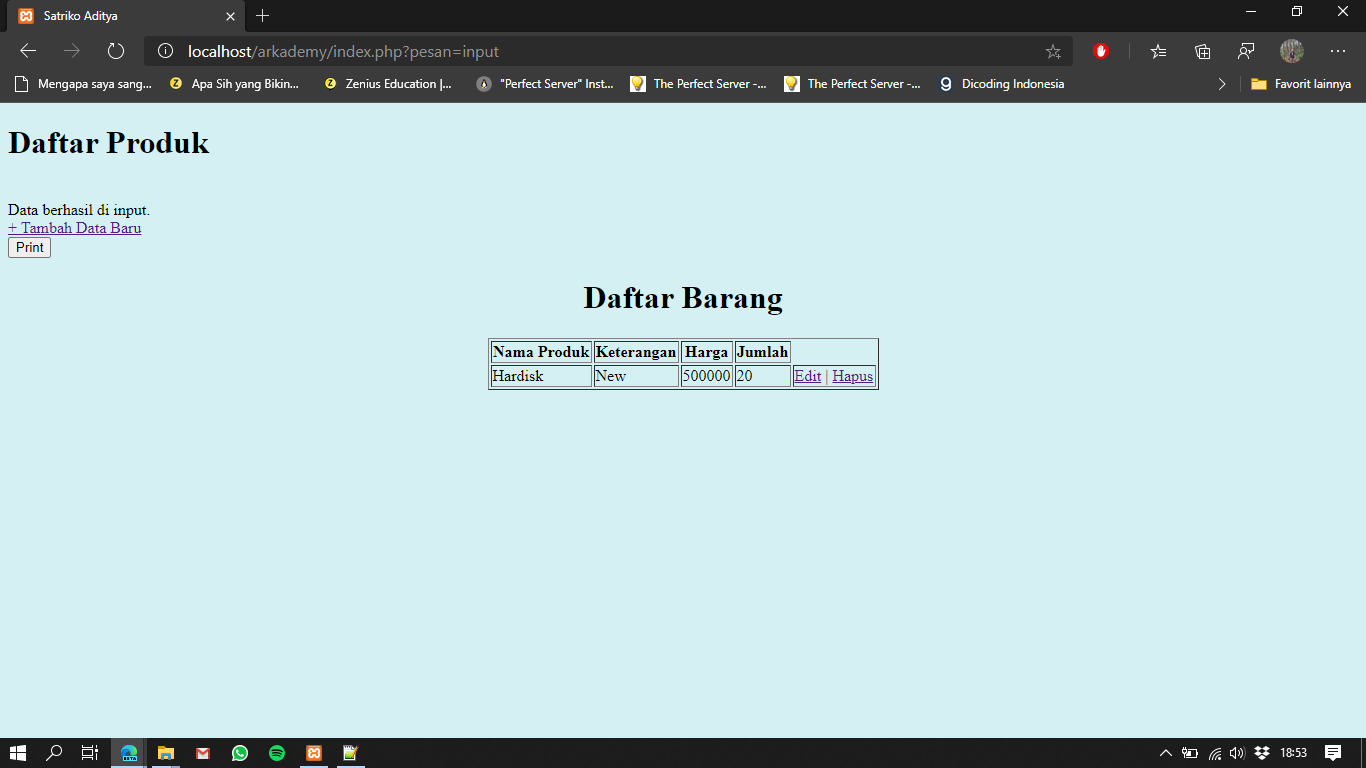 Satriko Aditya
localhost/arkademy/index.php?pesan=input
Mengapa saya sang... Apa Sih yang Bikin... Zenius Education |... "Perfect Server" Inst... The Perfect Server -... The Perfect Server -... Dicoding Indonesia Favorit lainnya
Daftar Produk
Data berhasil di input.
+ Tambah Data Baru
Print
Daftar Barang
Nama Produk Keterangan Harga Jumlah
Hardisk New 500000 20 Edit | Hapus
18:53